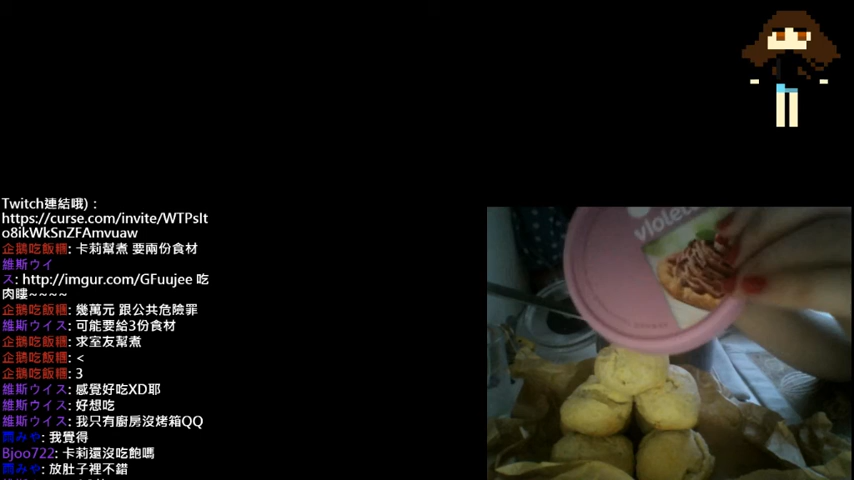 Twitch連結哦)：
https://curse.com/invite/WTPsIt
o8ikWkSnZFAmvuaw
企鵝吃飯糰: 卡莉幫煮 要兩份食材
維斯ウイ
ス: http://imgur.com/GFuujee 吃
肉瞜~~~~
企鵝吃飯糰: 幾萬元 跟公共危險罪
維斯ウイス: 可能要給3份食材
企鵝吃飯糰: 求室友幫煮
企鵝吃飯糰: <
企鵝吃飯糰: 3
維斯ウイス: 感覺好吃XD耶
維斯ウイス: 好想吃
維斯ウイス: 我只有廚房沒烤箱QQ
みや: 我覺得
Bjoo722: 卡莉還沒吃飽嗎
みや: 放肚子裡不錯
violet